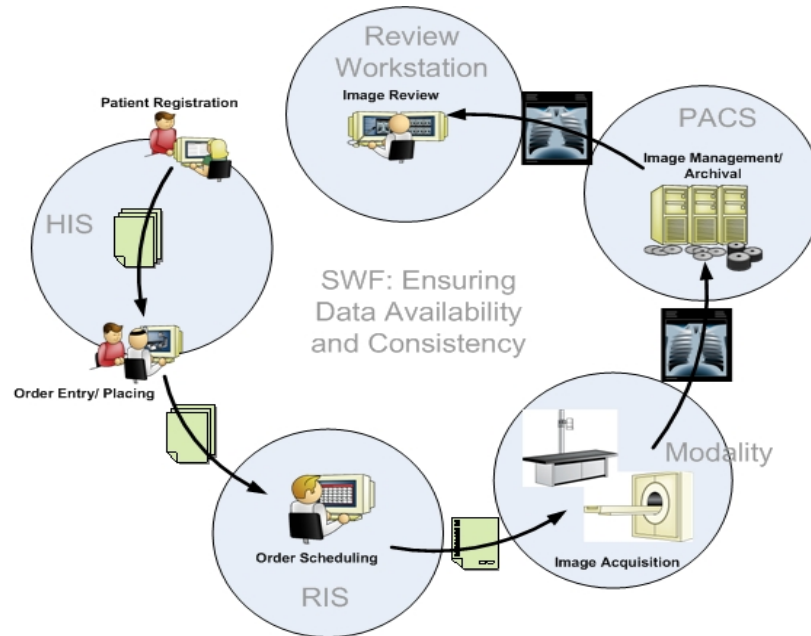 Review
Workstation
Image Review
Patient Registration
PACS
Image Management/
Archival
HIS
SWF: Ensuring
Data Availability
and Consistency
Order Entry/ Placing
Modality
Order Scheduling
Image Acquisition
RIS